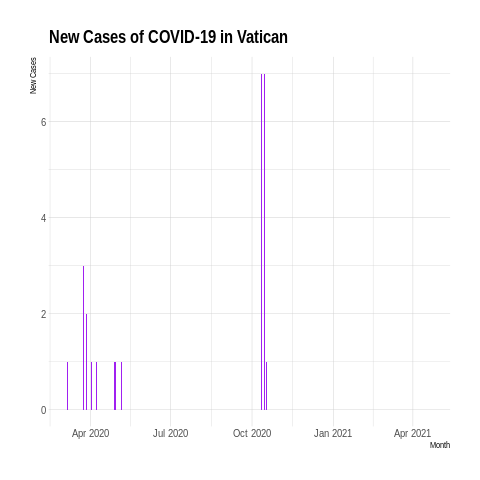 New Cases of COVID-19 in Vatican
New Cases
6
4
2
0
Apr 2020
Jul 2020
Oct 2020
Jan 2021
Apr 2021
Month